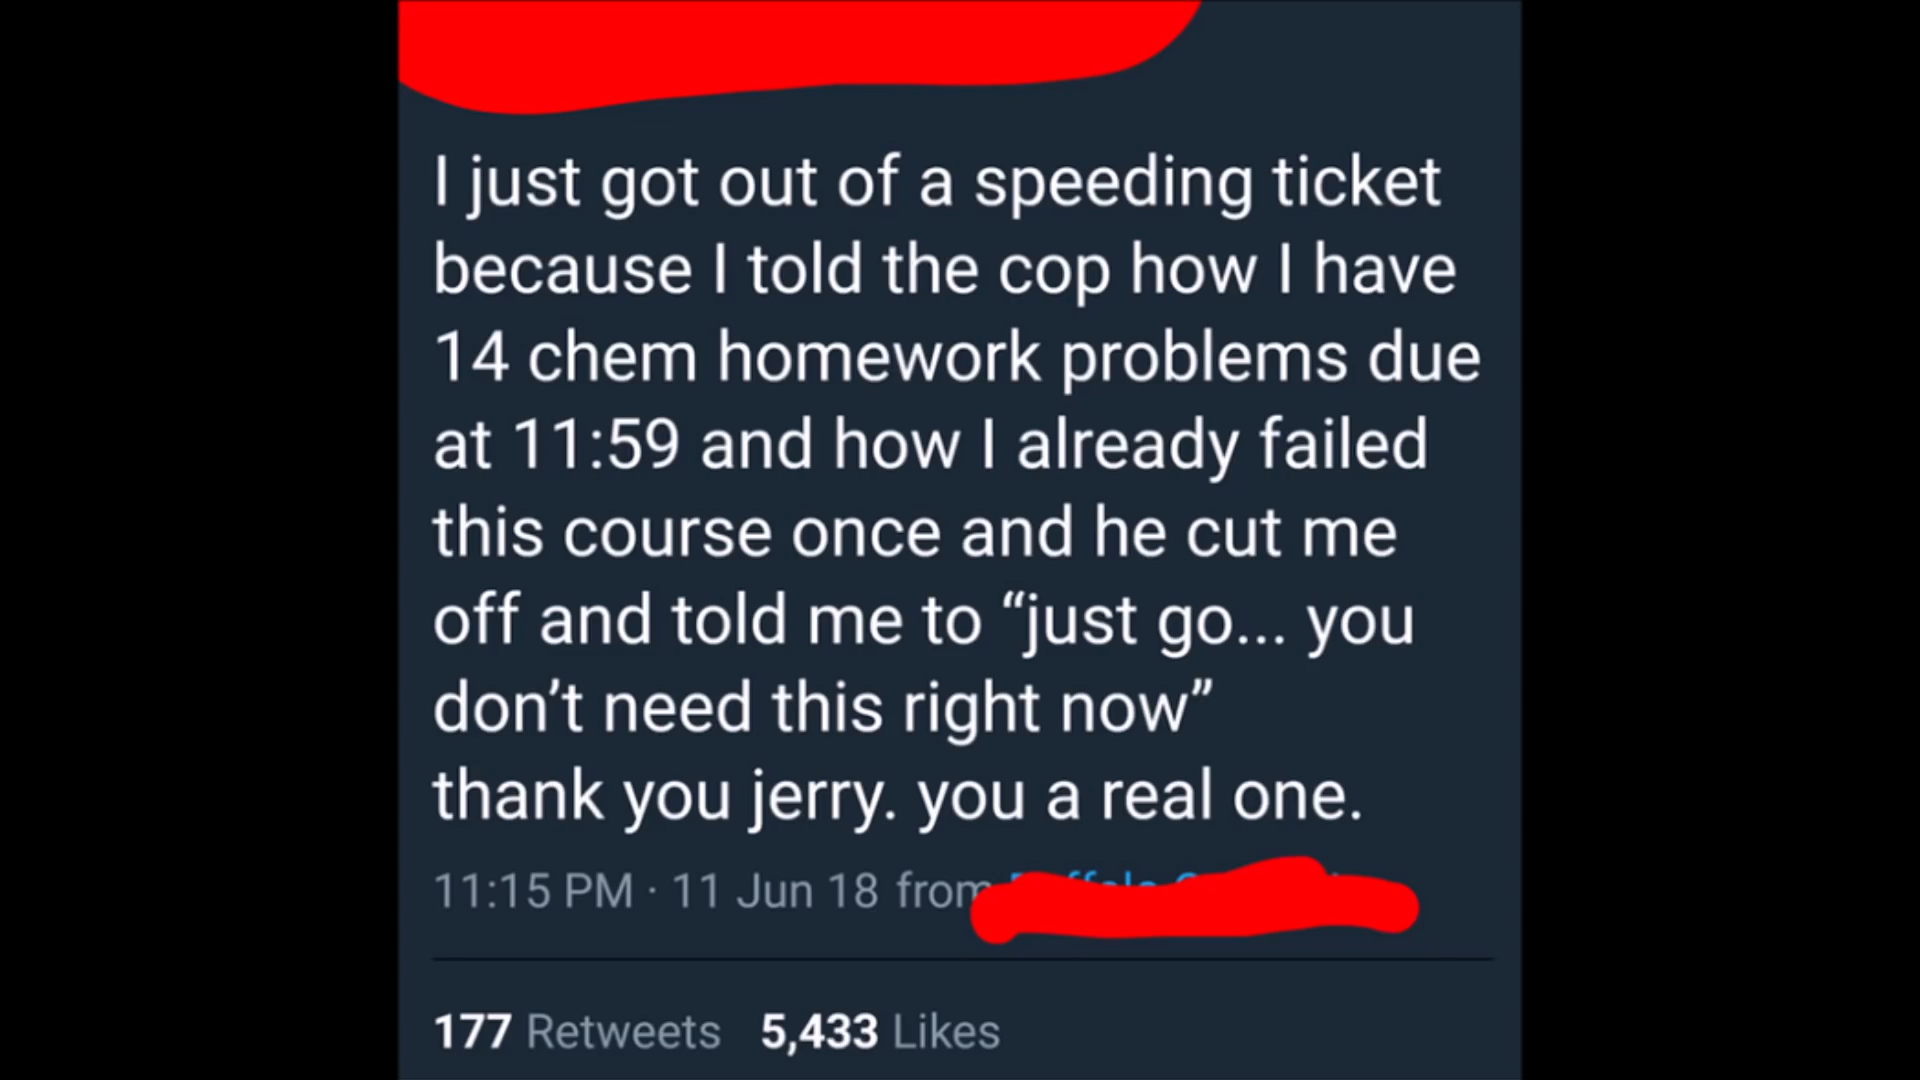 I just got out of a speeding ticket
because I told the cop how I have
14 chem homework problems due
at 11:59 and how I already failed
this course once and he cut me
off and told me to “just go... you
don’t need this right now”
thank you jerry. you a real one.
11:15 PM · 11 Jun 18 from
177 Retweets 5,433 Likes